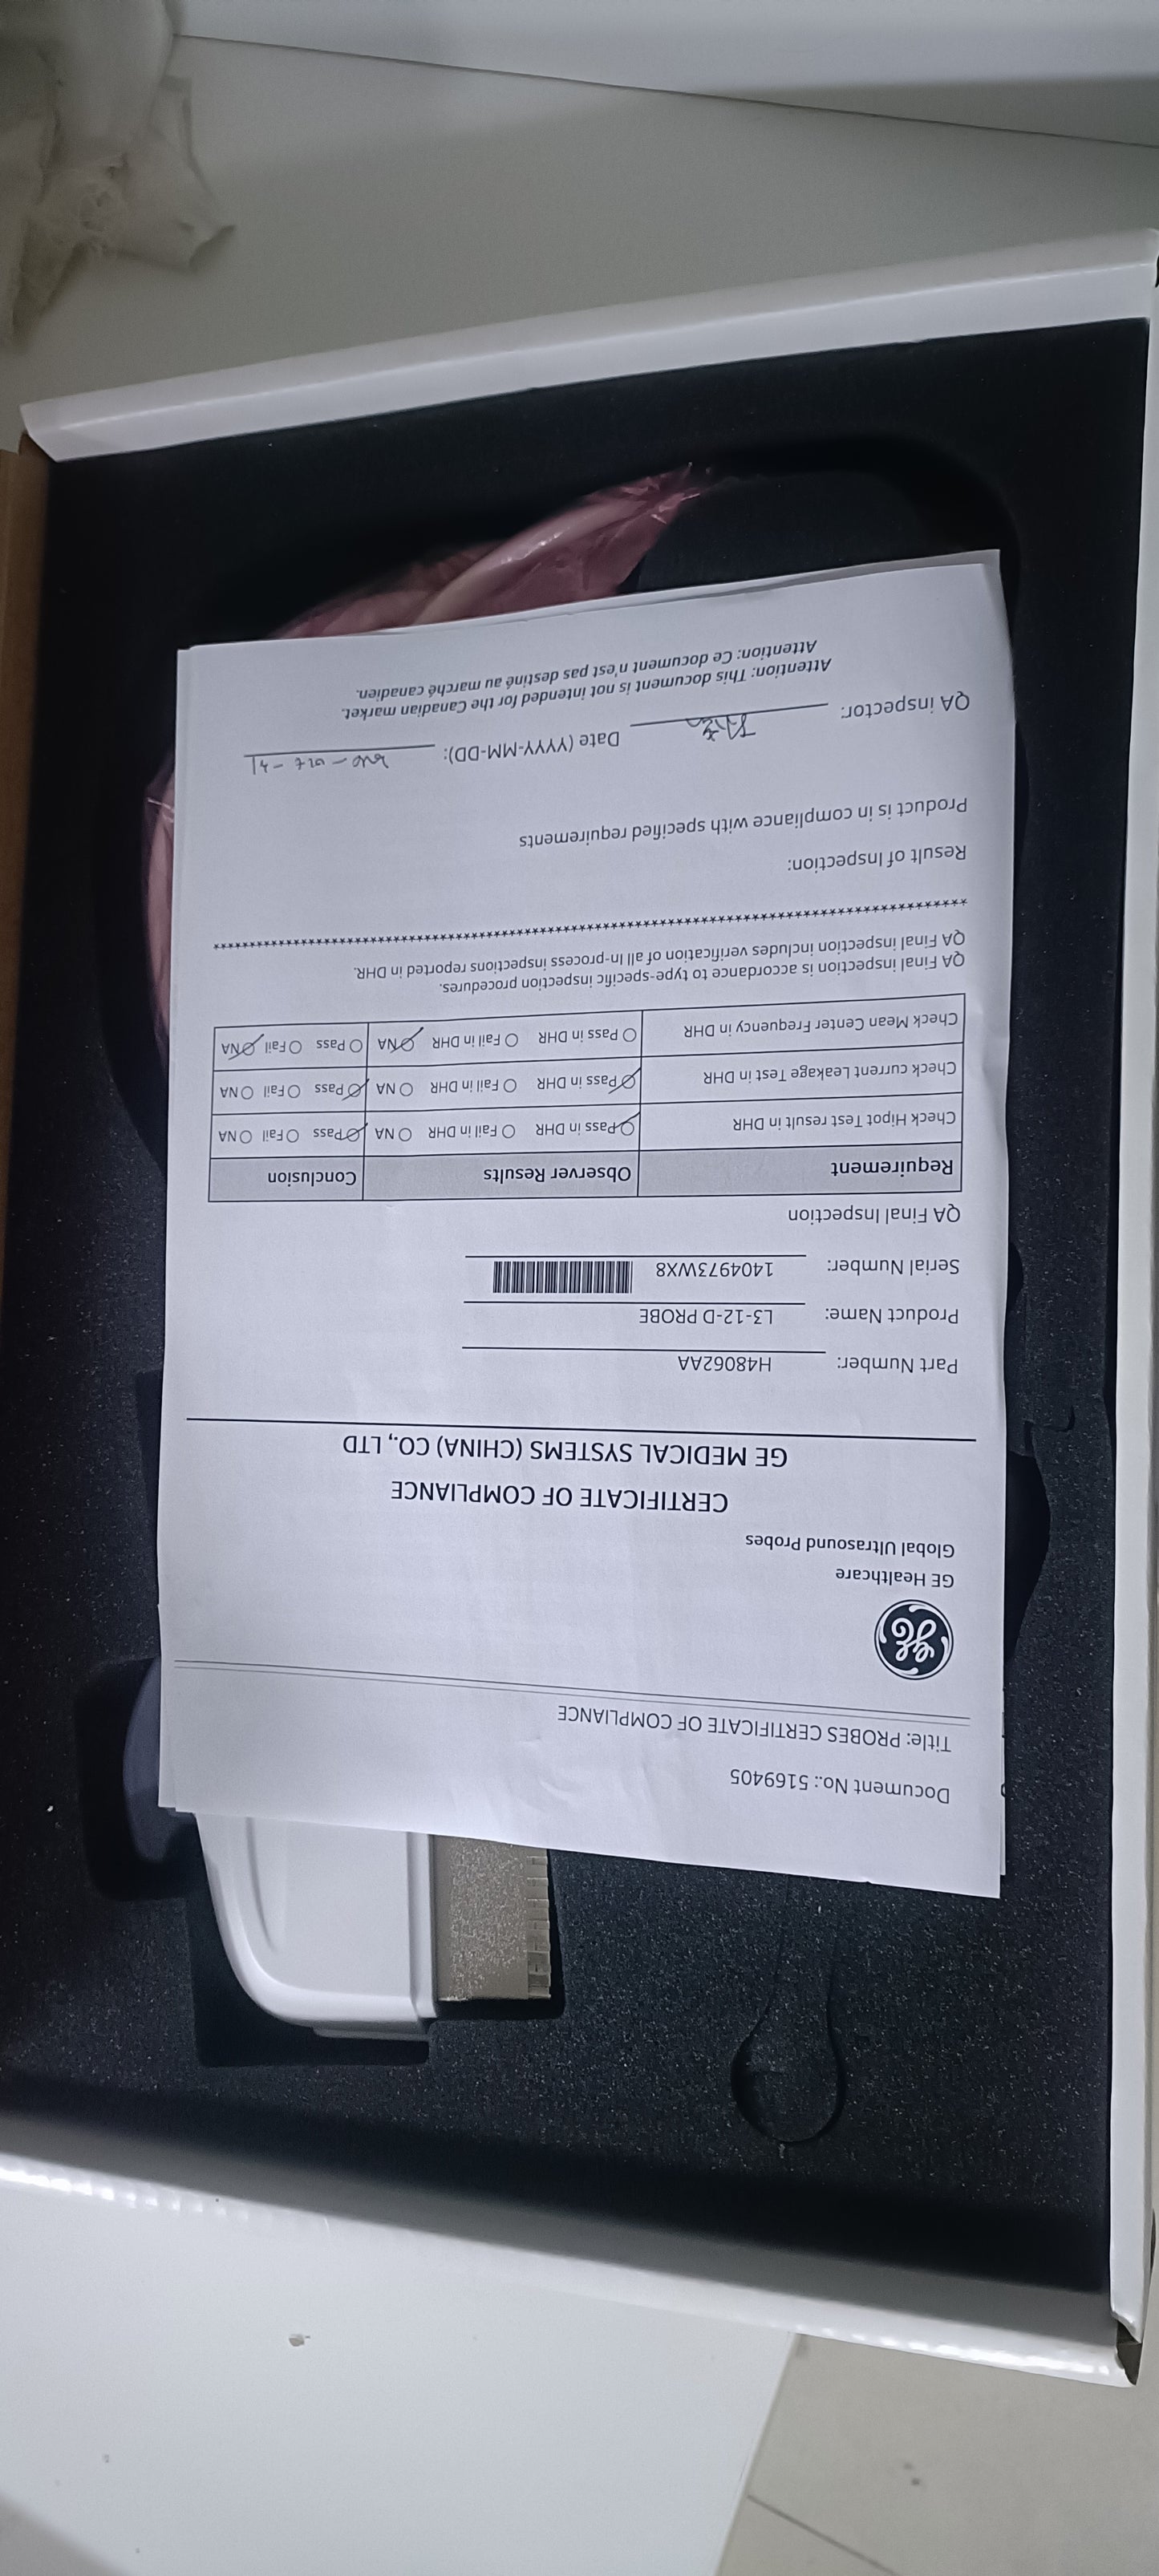 Document No.: 5169405
Title: PROBES CERTIFICATE OF COMPLIANCE
GE Healthcare
Global Ultrasound Probes
CERTIFICATE OF COMPLIANCE
GE MEDICAL SYSTEMS (CHINA) CO., LTD
Part Number: H48062AA
Product Name: L3-12-D PROBE
Serial Number: 1404973WX8
QA Final Inspection
Requirement Observer Results Conclusion
Check Hipot Test result in DHR Pass in DHR Fail in DHR NA Pass Fail NA
Check current Leakage Test in DHR Pass in DHR Fail in DHR NA Pass Fail NA
Check Mean Center Frequency in DHR Pass in DHR Fail in DHR NA Pass Fail NA
QA Final inspection is accordance to type-specific inspection procedures.
QA Final inspection includes verification of all In-process inspections reported in DHR.
Result of Inspection:
Product is in compliance with specified requirements
QA inspector: Date (YYYY-MM-DD):
Attention: This document is not intended for the Canadian market.
Attention: Ce document n'est pas destiné au marché canadien.